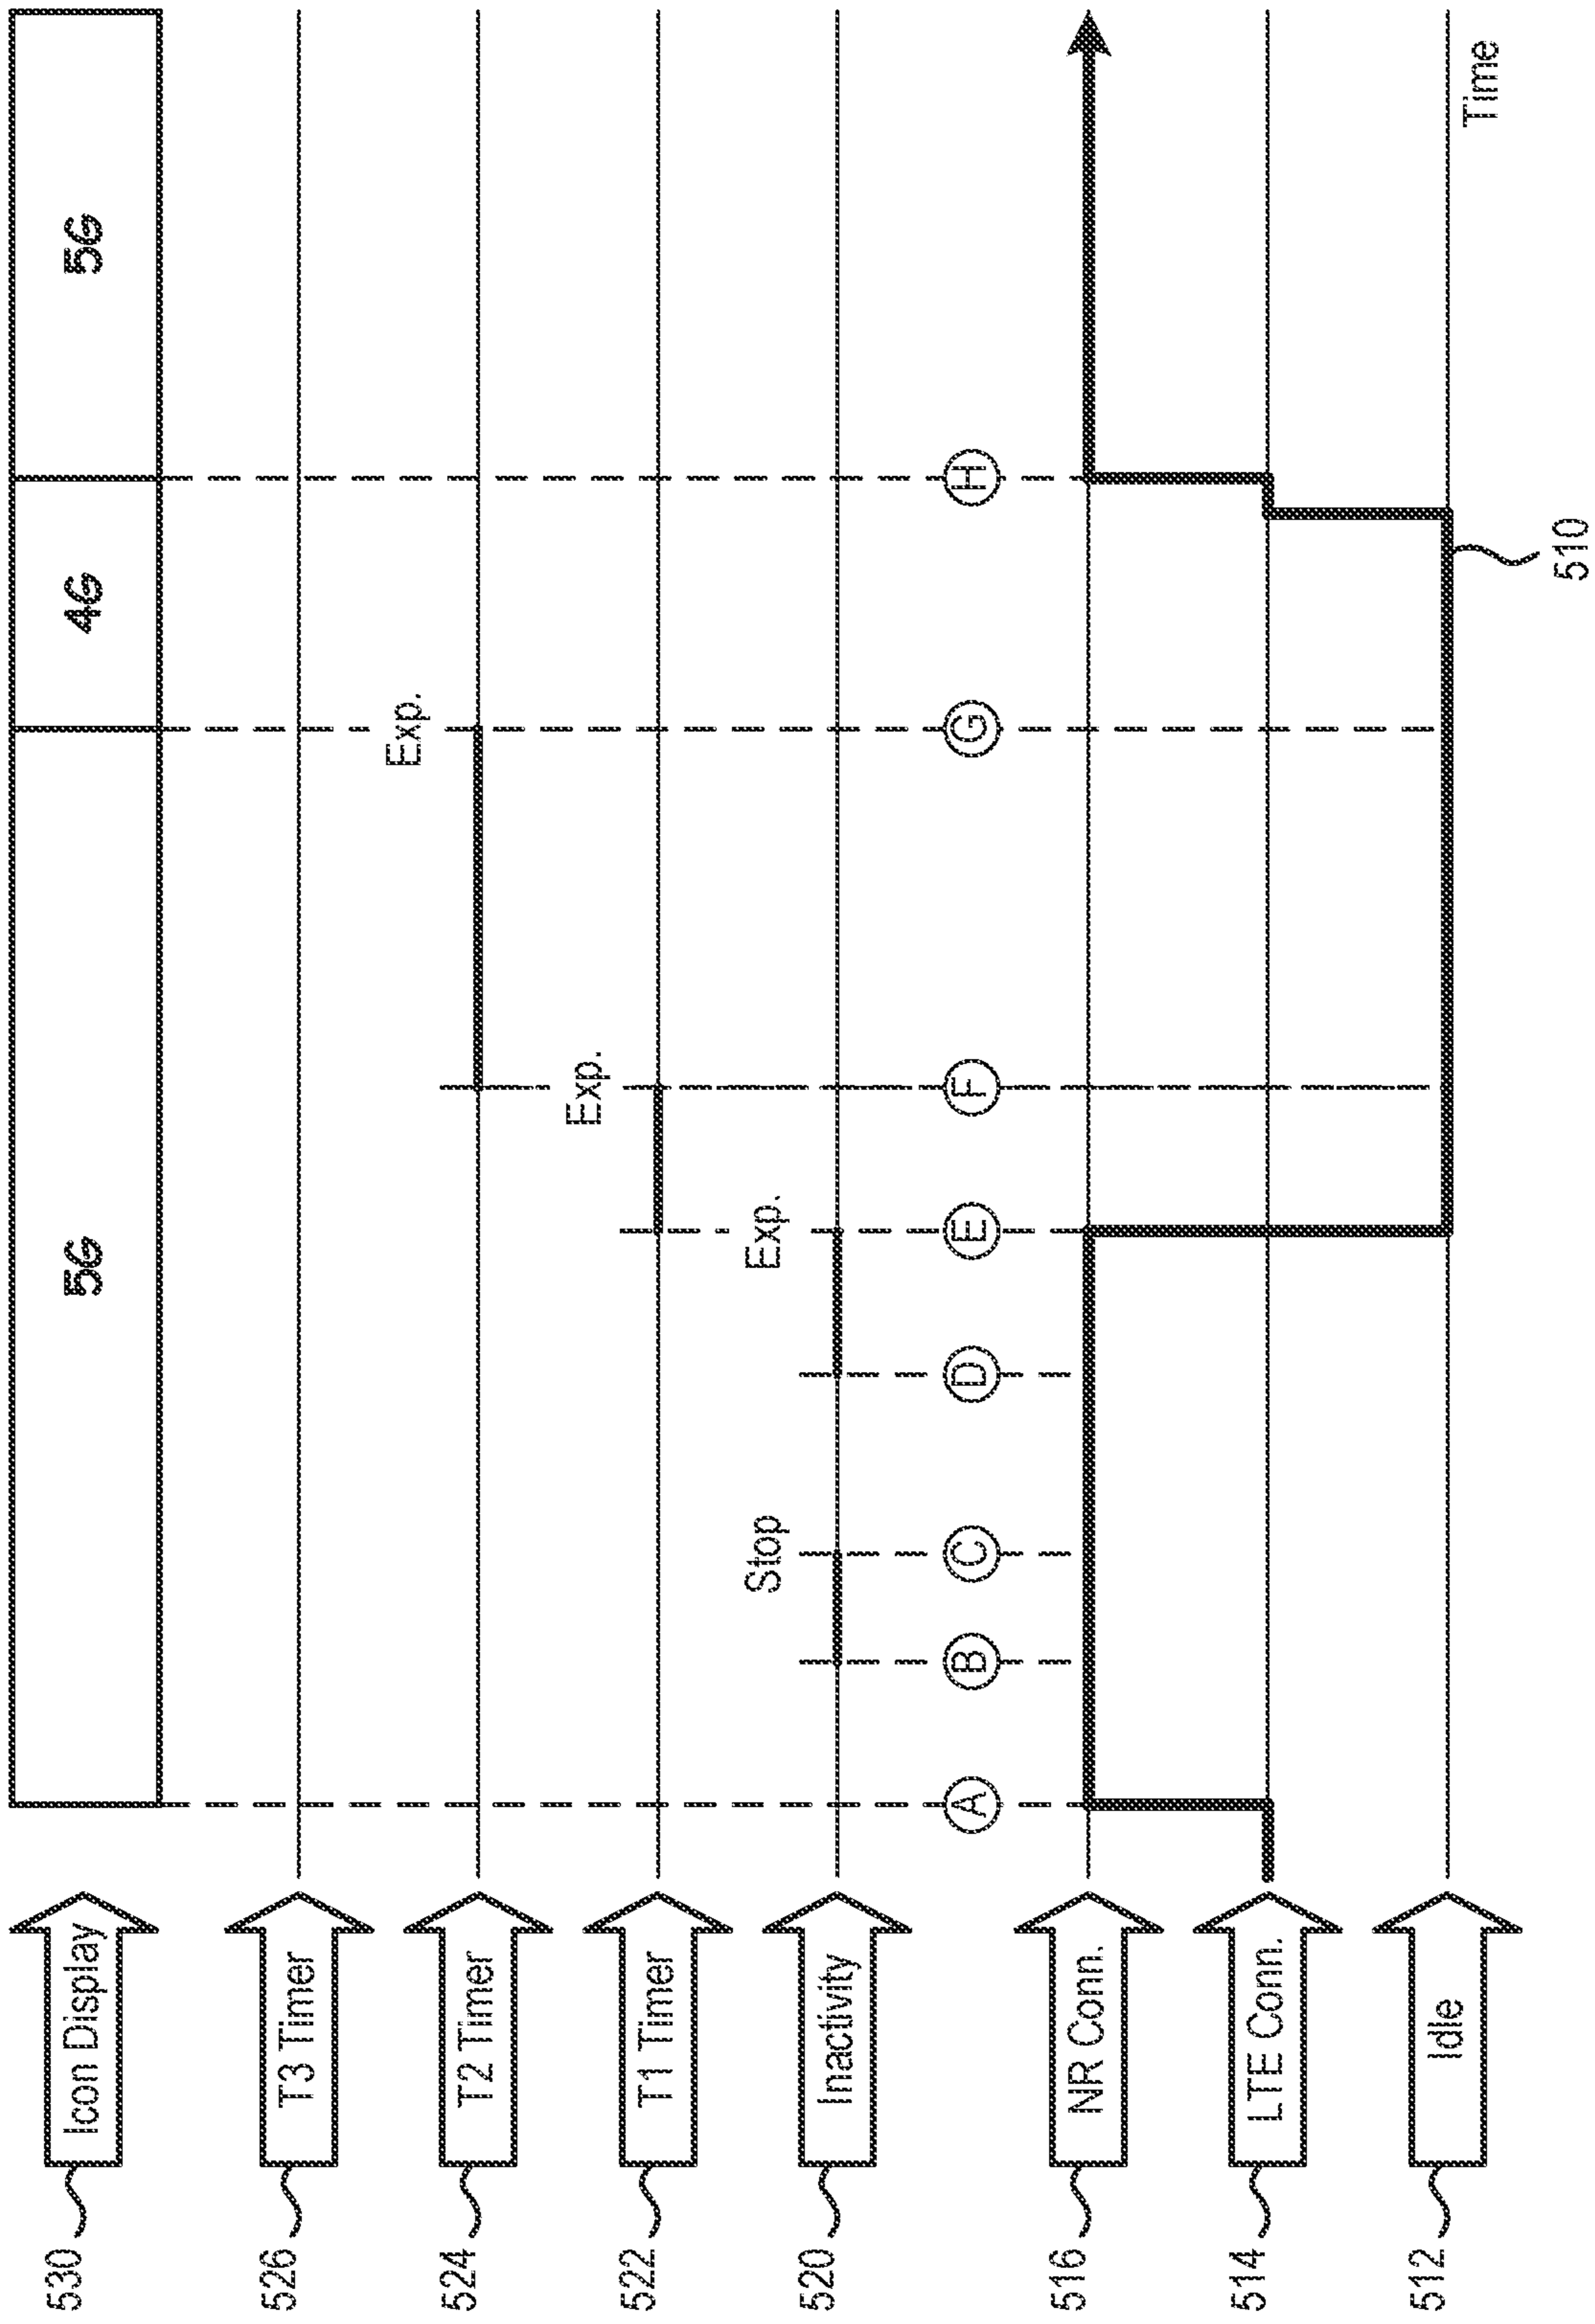 530
Icon Display
5G
4G
5G
526
T3 Timer
524
T2 Timer
Exp.
522
T1 Timer
Exp.
520
Inactivity
Stop
Exp.
A
B
C
D
E
F
G
H
516
NR Conn.
514
LTE Conn.
512
Idle
Time
510